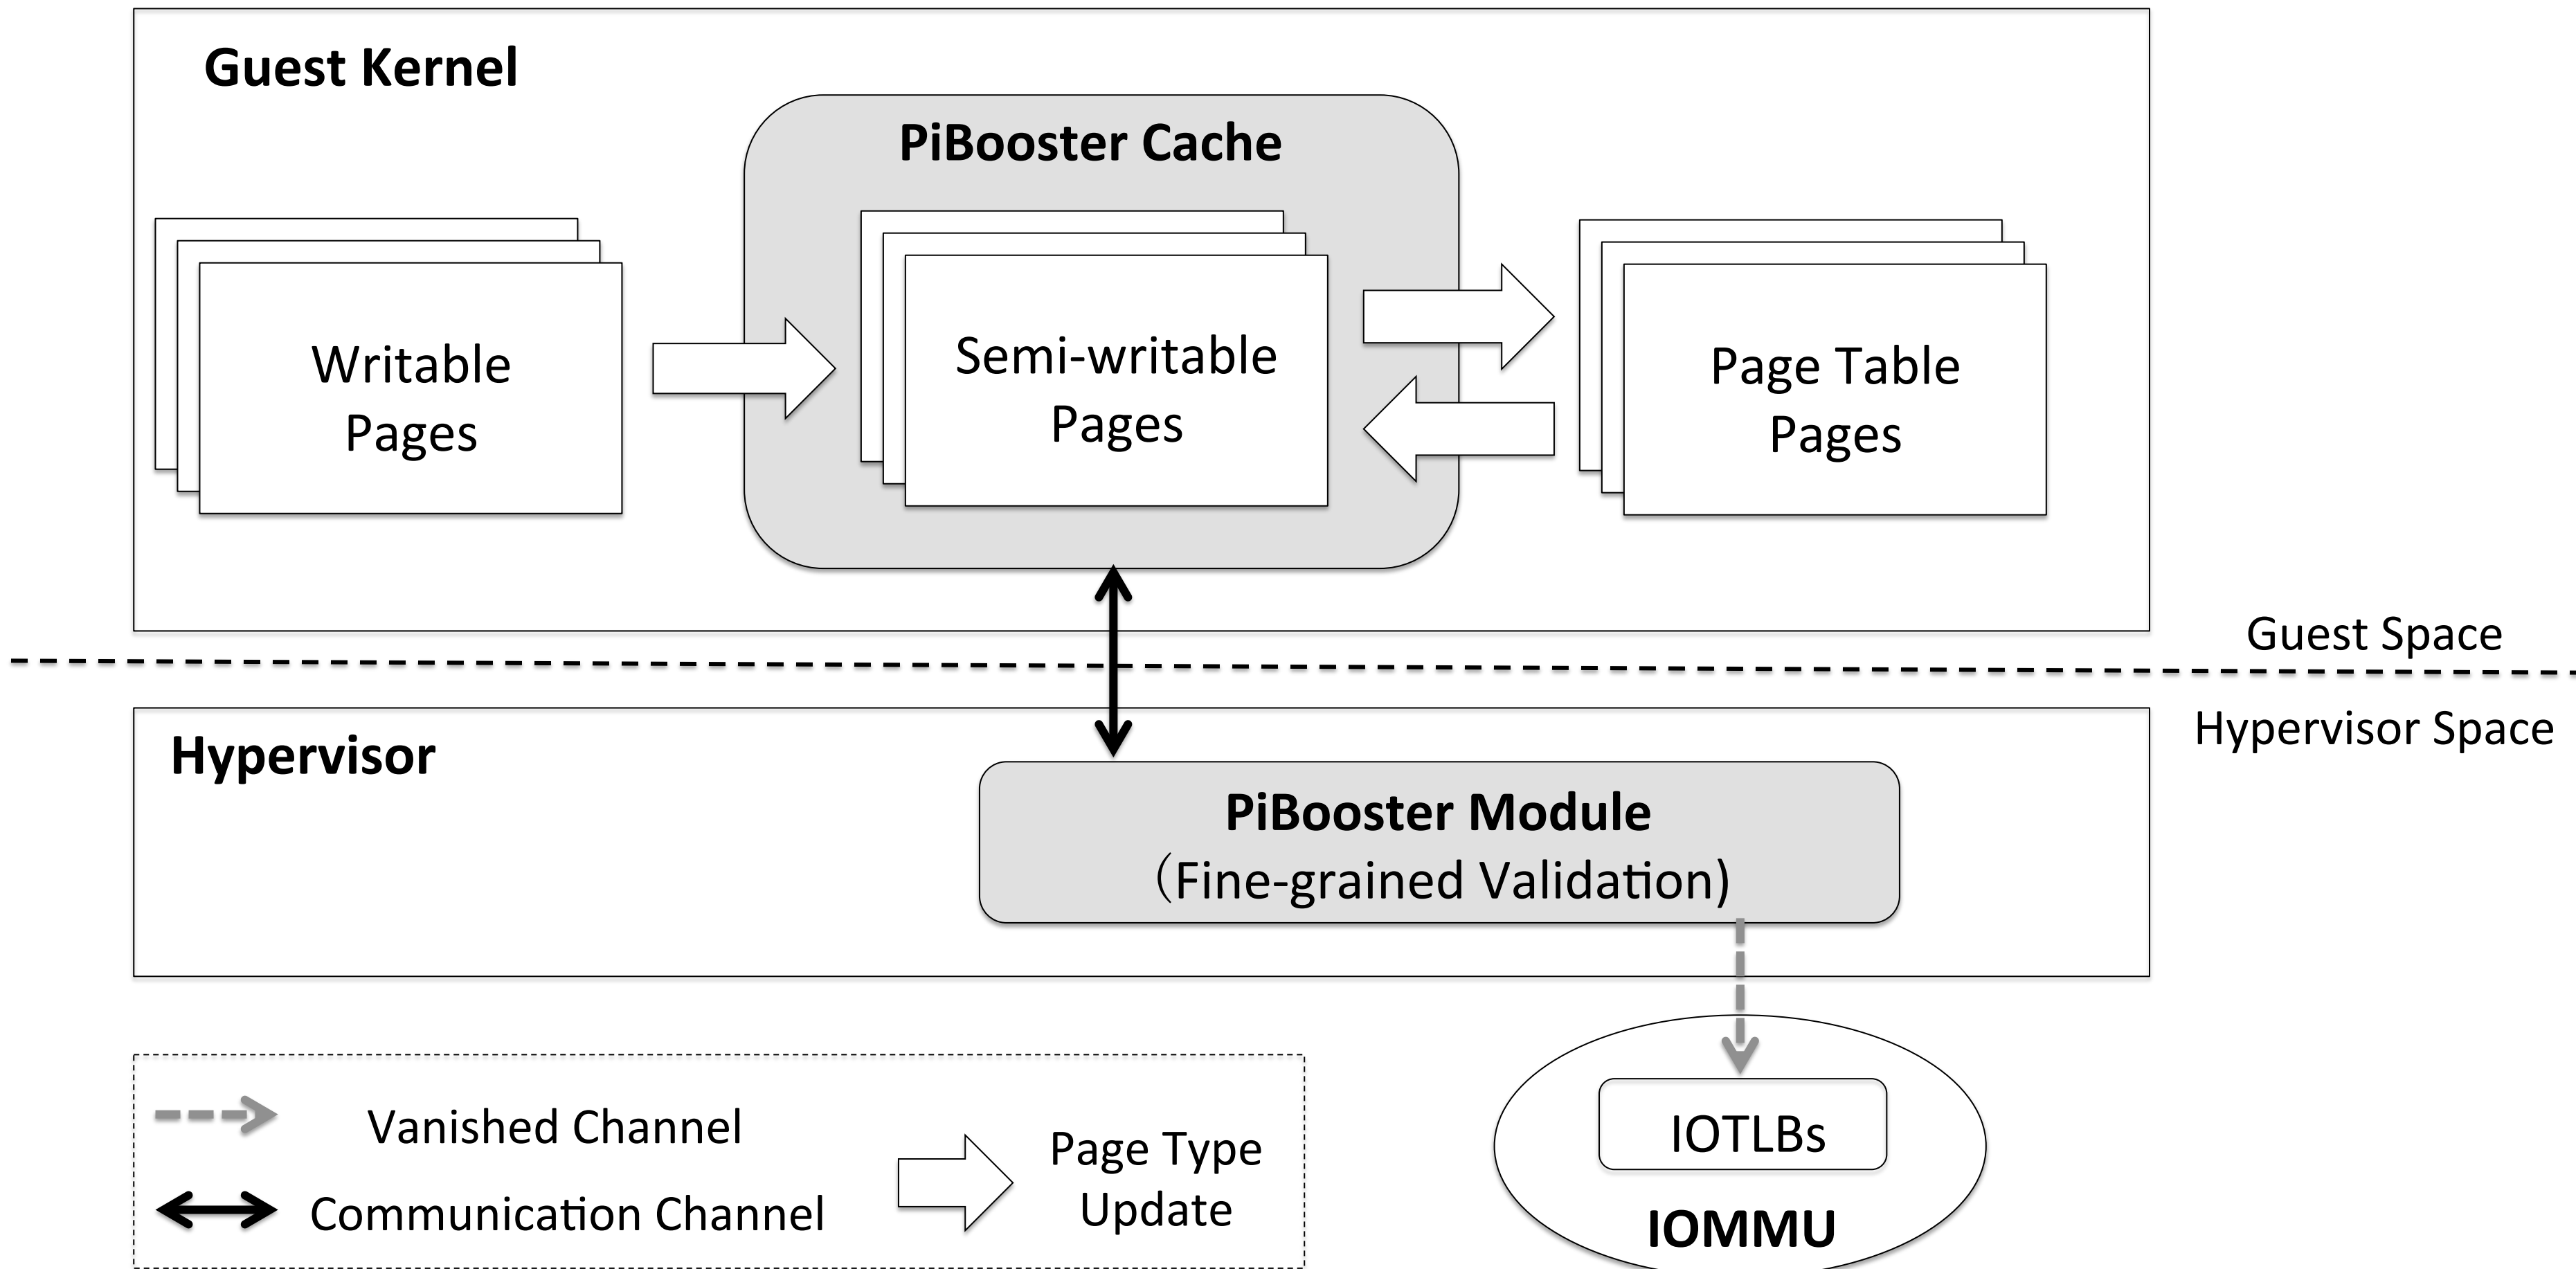 Guest Kernel
PiBooster Cache
Writable
Pages
Semi-writable
Pages
Page Table
Pages
Guest Space
Hypervisor Space
Hypervisor
PiBooster Module
（Fine-grained Validation)
Vanished Channel
Communication Channel
Page Type
Update
IOTLBs
IOMMU